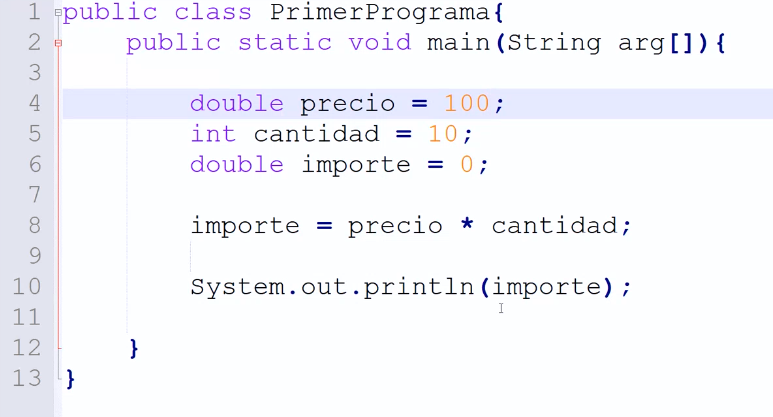 1 public class PrimerPrograma{
2 public static void main(String arg[]){
3
4 double precio = 100;
5 int cantidad = 10;
6 double importe = 0;
7
8 importe = precio * cantidad;
9
10 System.out.println(importe);
11
12 }
13 }